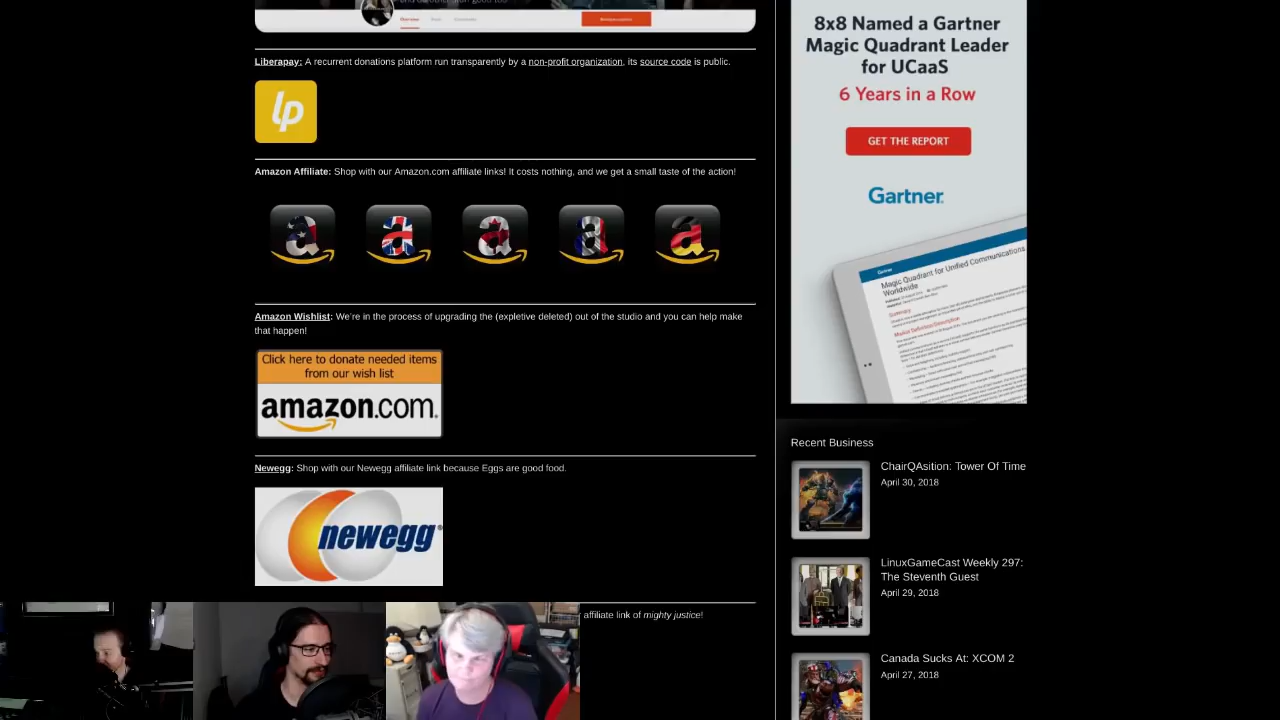 Liberapay: A recurrent donations platform run transparently by a non-profit organization, its source code is public.
lp
Amazon Affiliate: Shop with our Amazon.com affiliate links! It costs nothing, and we get a small taste of the action!
a a a a a
Amazon Wishlist: We're in the process of upgrading the (expletive deleted) out of the studio and you can help make
that happen!
Click here to donate needed items
from our wish list
amazon.com.
Newegg: Shop with our Newegg affiliate link because Eggs are good food.
newegg®
affiliate link of mighty justice!
8x8 Named a Gartner
Magic Quadrant Leader
for UCaaS
6 Years in a Row
GET THE REPORT
Gartner
Gartner
Magic Quadrant for Unified Communications
Worldwide
Summary
Recent Business
ChairQAsition: Tower Of Time
April 30, 2018
LinuxGameCast Weekly 297:
The Steventh Guest
April 29, 2018
Canada Sucks At: XCOM 2
April 27, 2018